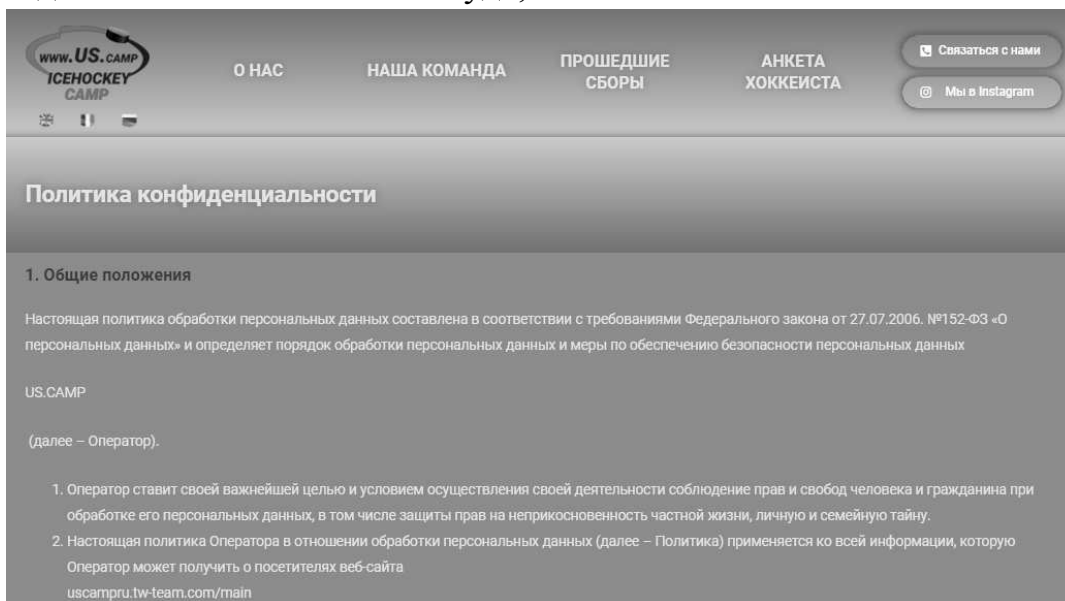 www.US.CAMP
ICEHOCKEY
CAMP
О НАС
НАША КОМАНДА
ПРОШЕДШИЕ
СБОРЫ
АНКЕТА
ХОККЕИСТА
Связаться с нами
Мы в Instagram
Политика конфиденциальности
1. Общие положения
Настоящая политика обработки персональных данных составлена в соответствии с требованиями Федерального закона от 27.07.2006. №152-ФЗ «О
персональных данных» и определяет порядок обработки персональных данных и меры по обеспечению безопасности персональных данных
US.CAMP
(далее – Оператор).
1. Оператор ставит своей важнейшей целью и условием осуществления своей деятельности соблюдение прав и свобод человека и гражданина при
обработке его персональных данных, в том числе защиты прав на неприкосновенность частной жизни, личную и семейную тайну.
2. Настоящая политика Оператора в отношении обработки персональных данных (далее – Политика) применяется ко всей информации, которую
Оператор может получить о посетителях веб-сайта
uscampru.tw-team.com/main